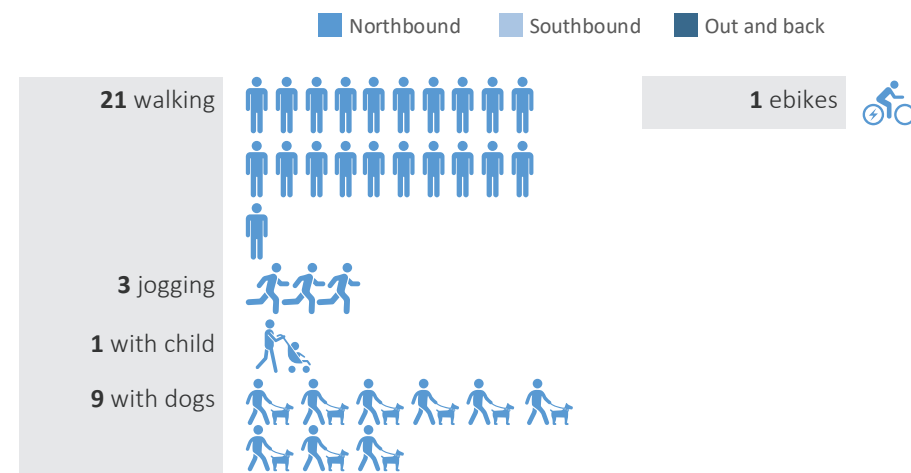 Northbound Southbound Out and back
21 walking
1 ebikes
3 jogging
1 with child
9 with dogs